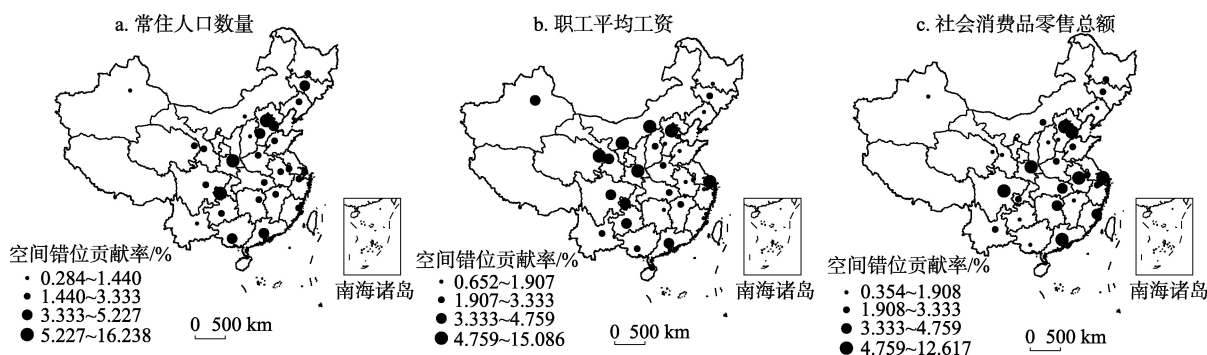 a. 常住人口数量
空间错位贡献率/%
0.284~1.440
1.440~3.333
3.333~5.227
5.227~16.238
0 500 km
南海诸岛
b. 职工平均工资
空间错位贡献率/%
0.652~1.907
1.907~3.333
3.333~4.759
4.759~15.086
0 500 km
南海诸岛
c. 社会消费品零售总额
空间错位贡献率/%
0.354~1.908
1.908~3.333
3.333~4.759
4.759~12.617
0 500 km
南海诸岛